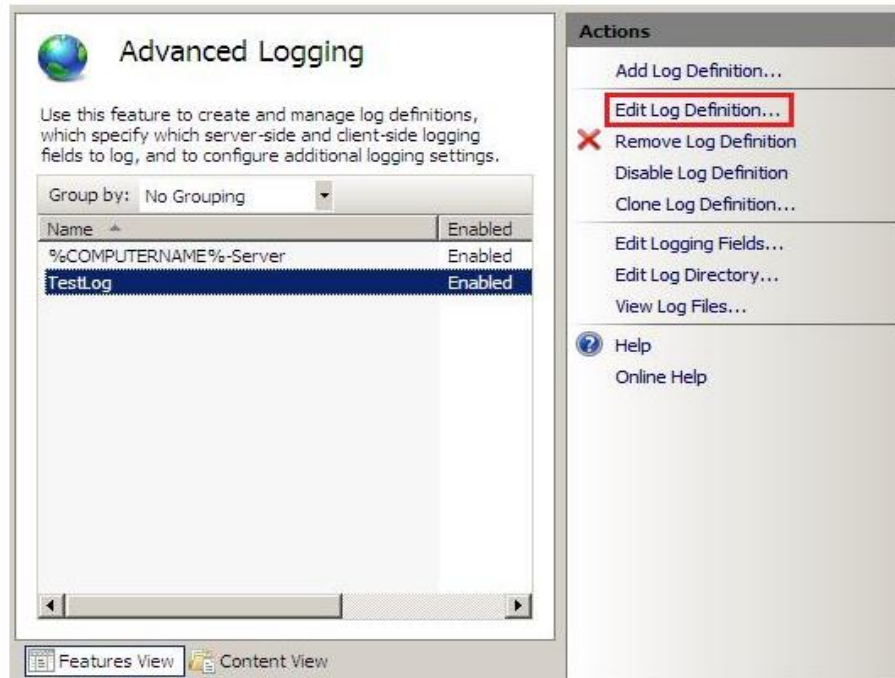 Advanced Logging
Use this feature to create and manage log definitions,
which specify which server-side and client-side logging
fields to log, and to configure additional logging settings.
Group by: No Grouping
Name Enabled
%COMPUTERNAME%-Server Enabled
TestLog Enabled
Features View Content View
Actions
Add Log Definition...
Edit Log Definition...
Remove Log Definition
Disable Log Definition
Clone Log Definition...
Edit Logging Fields...
Edit Log Directory...
View Log Files...
Help
Online Help